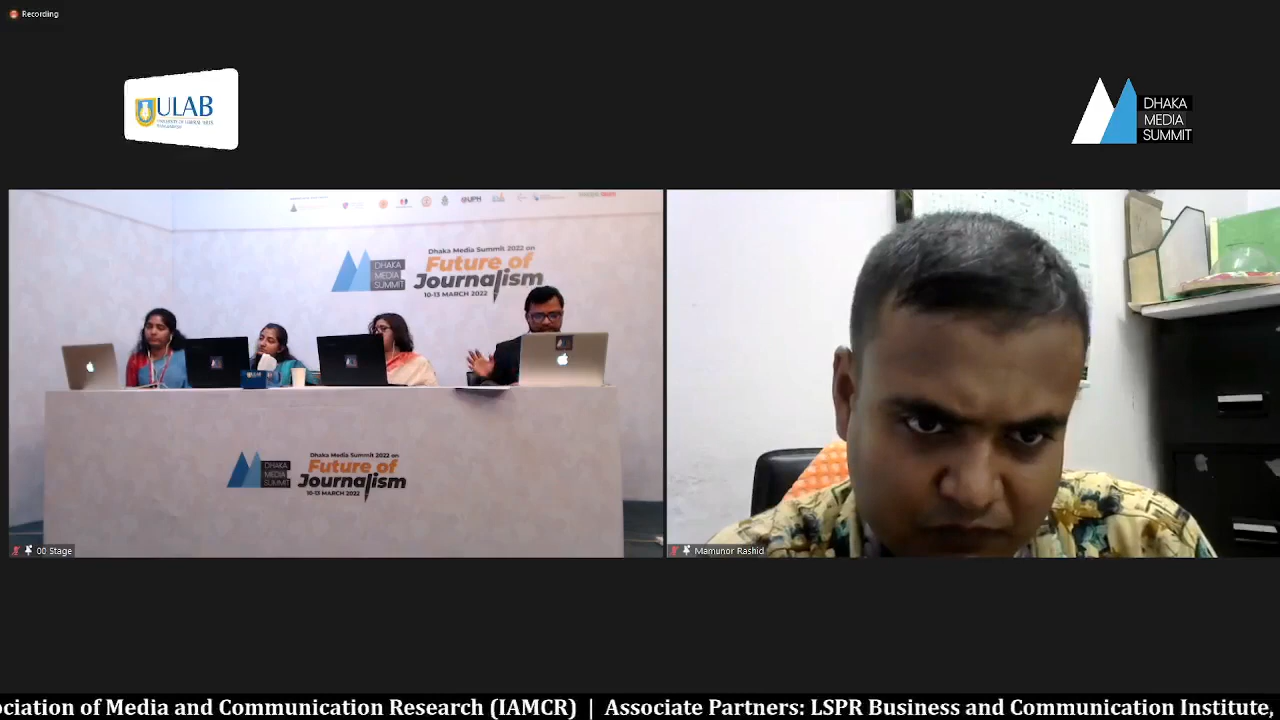 Recording
ULAB
DHAKA
MEDIA
SUMMIT
UPH
Dhaka Media Summit 2022 on
DHAKA
MEDIA
SUMMIT
Future of
Journalism
10-13 MARCH 2022
Dhaka Media Summit 2022 on
DHAKA
MEDIA
SUMMIT
Future of
Journalism
10-13 MARCH 2022
00 Stage
Mamunor Rashid
ociation of Media and Communication Research (IAMCR) | Associate Partners: LSPR Business and Communication Institute,